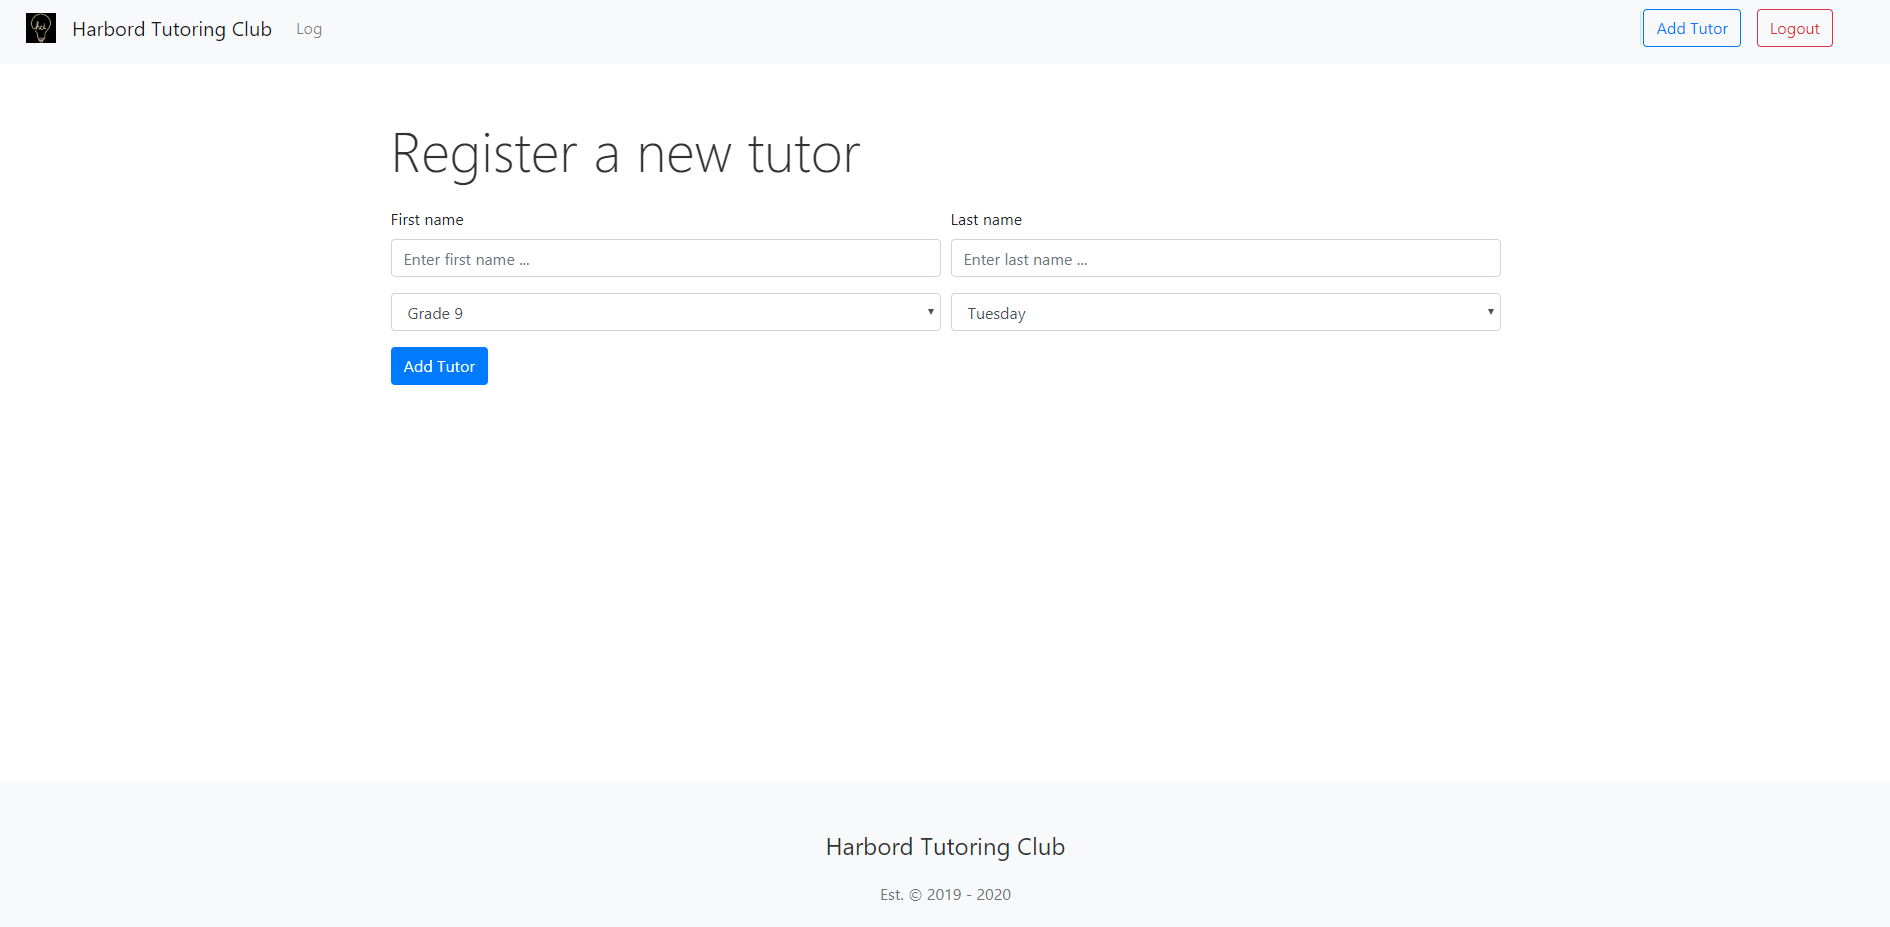 hci
Harbord Tutoring Club Log Add Tutor Logout
Register a new tutor
First name Last name
Enter first name ... Enter last name ...
Grade 9 Tuesday
Add Tutor
Harbord Tutoring Club
Est. © 2019 - 2020